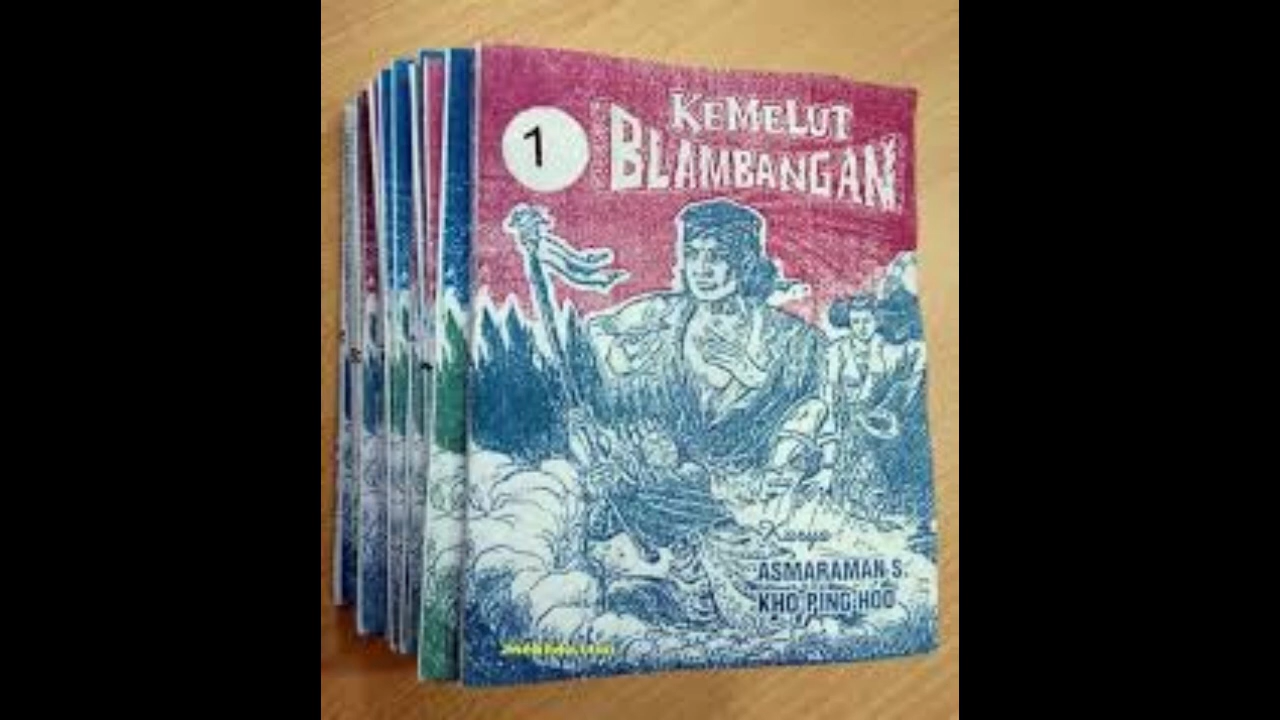 1
KEMELUT
BLAMBANGAN
Karya
ASMARAMAN S.
KHO PING HOO